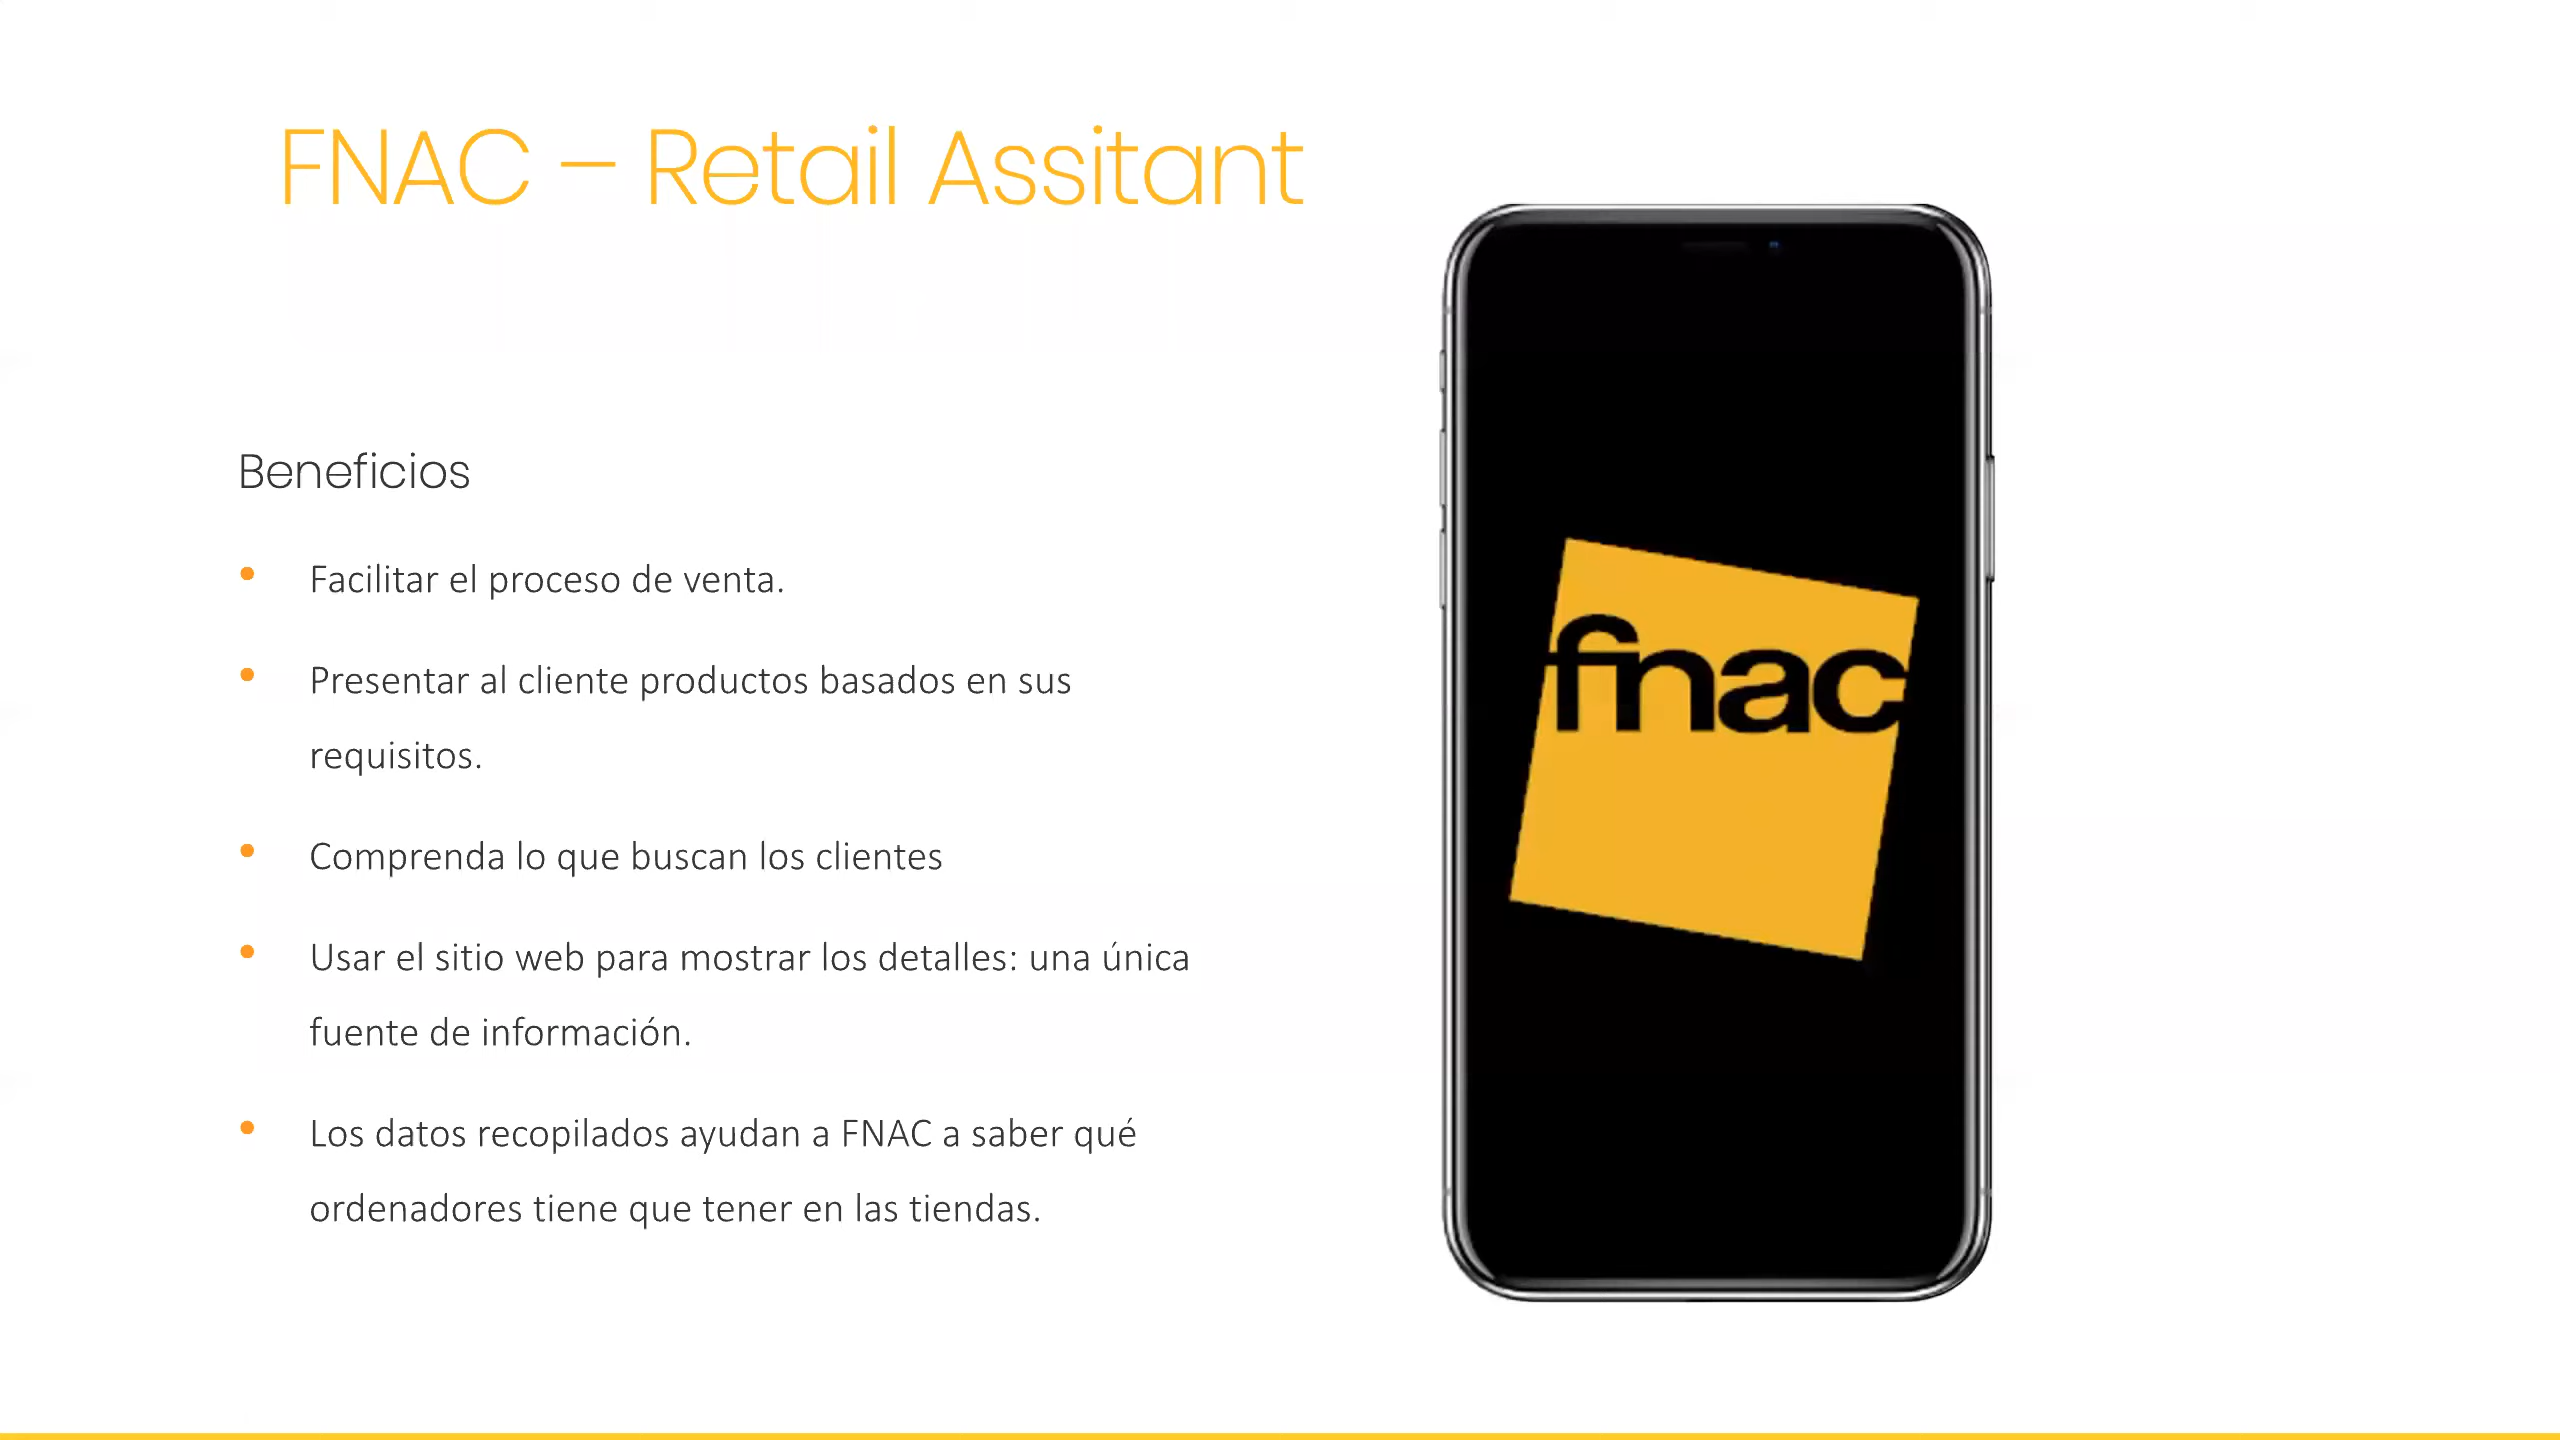 FNAC – Retail Assitant
Beneficios
• Facilitar el proceso de venta.
• Presentar al cliente productos basados en sus
requisitos.
• Comprenda lo que buscan los clientes
• Usar el sitio web para mostrar los detalles: una única
fuente de información.
• Los datos recopilados ayudan a FNAC a saber qué
ordenadores tiene que tener en las tiendas.
fnac